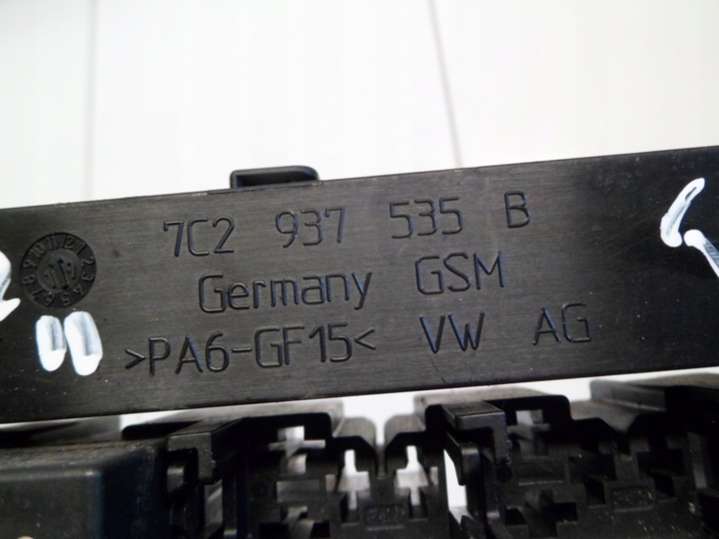 7C2 937 535 B
Germany GSM
>PA6-GF15< VW AG